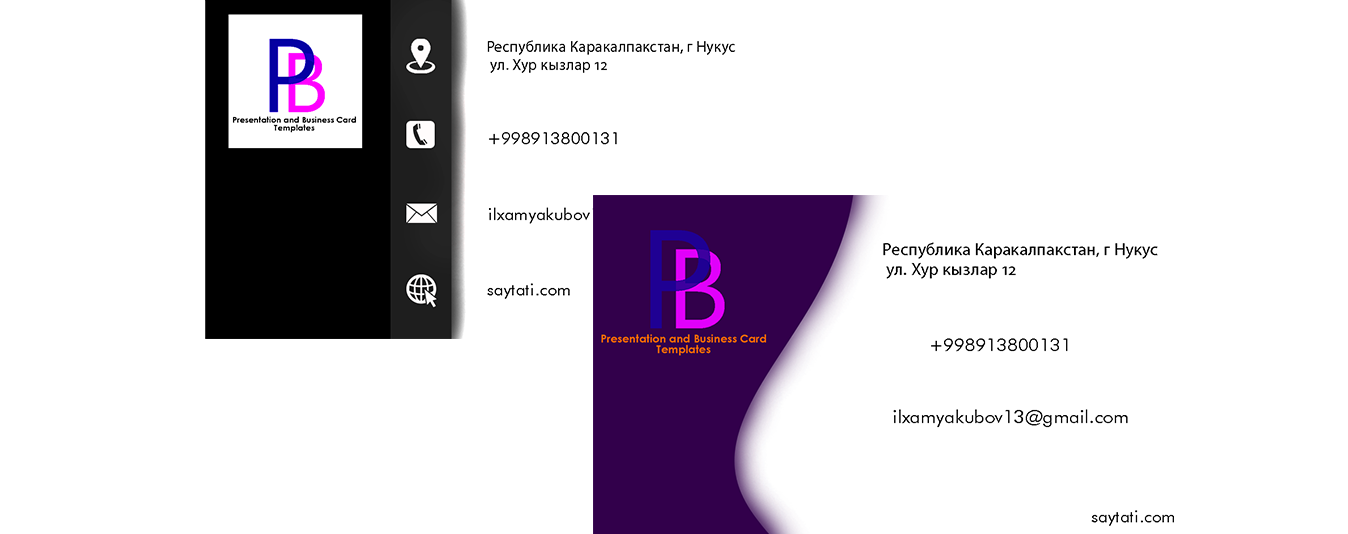 PB
Presentation and Business Card
Templates
Республика Каракалпакстан, г Нукус
ул. Хур кызлар 12
+998913800131
ilxamyakubov
saytati.com
PB
Presentation and Business Card
Templates
Республика Каракалпакстан, г Нукус
ул. Хур кызлар 12
+998913800131
ilxamyakubov13@gmail.com
saytati.com